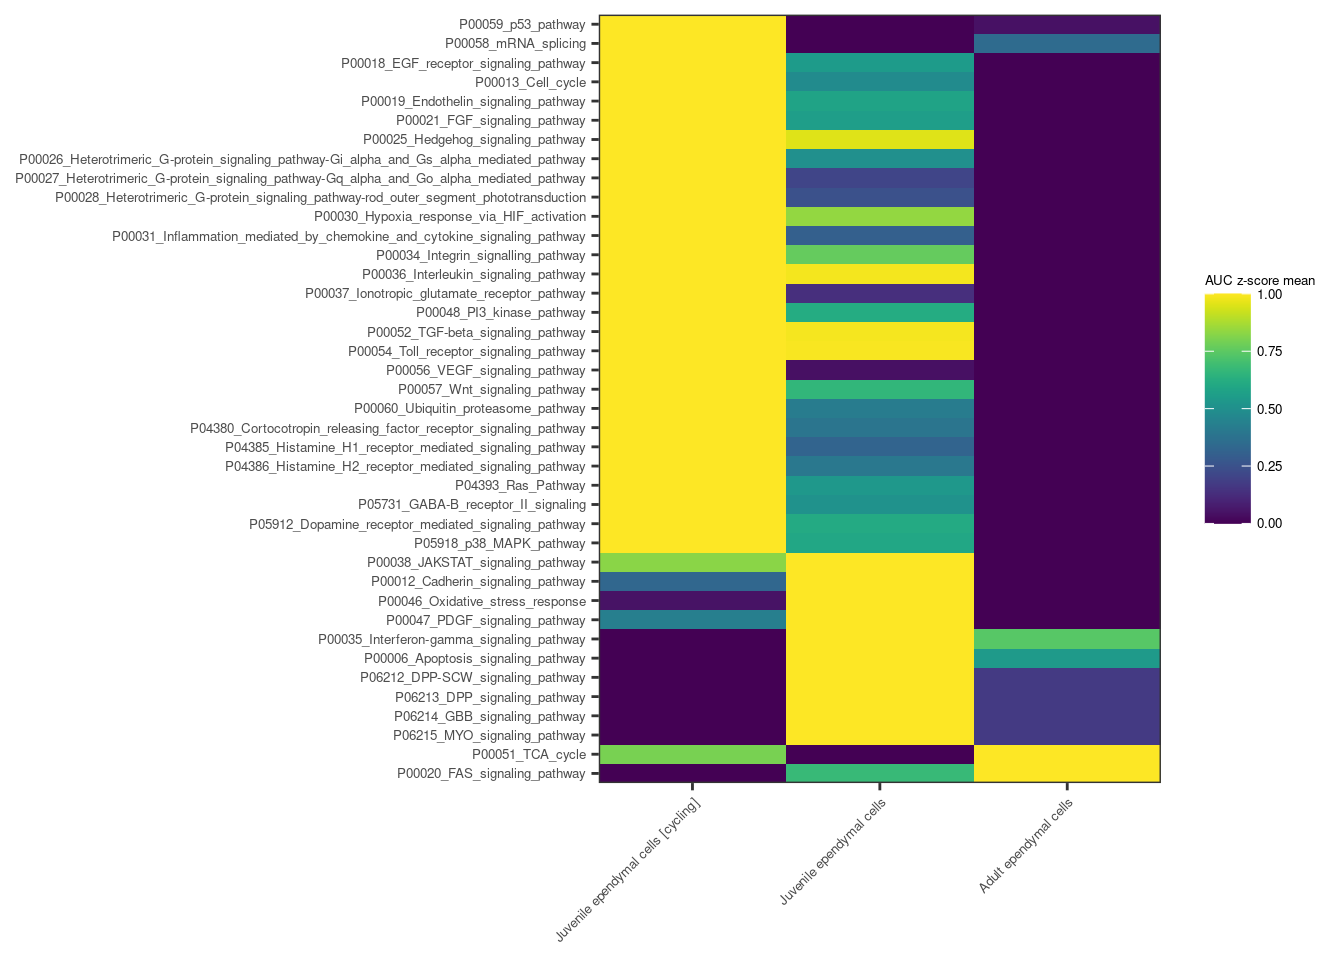 P00059_p53_pathway
P00058_mRNA_splicing
P00018_EGF_receptor_signaling_pathway
P00013_Cell_cycle
P00019_Endothelin_signaling_pathway
P00021_FGF_signaling_pathway
P00025_Hedgehog_signaling_pathway
P00026_Heterotrimeric_G-protein_signaling_pathway-Gi_alpha_and_Gs_alpha_mediated_pathway
P00027_Heterotrimeric_G-protein_signaling_pathway-Gq_alpha_and_Go_alpha_mediated_pathway
P00028_Heterotrimeric_G-protein_signaling_pathway-rod_outer_segment_phototransduction
P00030_Hypoxia_response_via_HIF_activation
P00031_Inflammation_mediated_by_chemokine_and_cytokine_signaling_pathway
P00034_Integrin_signalling_pathway
P00036_Interleukin_signaling_pathway
P00037_Ionotropic_glutamate_receptor_pathway
P00048_PI3_kinase_pathway
P00052_TGF-beta_signaling_pathway
P00054_Toll_receptor_signaling_pathway
P00056_VEGF_signaling_pathway
P00057_Wnt_signaling_pathway
P00060_Ubiquitin_proteasome_pathway
P04380_Cortocotropin_releasing_factor_receptor_signaling_pathway
P04385_Histamine_H1_receptor_mediated_signaling_pathway
P04386_Histamine_H2_receptor_mediated_signaling_pathway
P04393_Ras_Pathway
P05731_GABA-B_receptor_II_signaling
P05912_Dopamine_receptor_mediated_signaling_pathway
P05918_p38_MAPK_pathway
P00038_JAKSTAT_signaling_pathway
P00012_Cadherin_signaling_pathway
P00046_Oxidative_stress_response
P00047_PDGF_signaling_pathway
P00035_Interferon-gamma_signaling_pathway
P00006_Apoptosis_signaling_pathway
P06212_DPP-SCW_signaling_pathway
P06213_DPP_signaling_pathway
P06214_GBB_signaling_pathway
P06215_MYO_signaling_pathway
P00051_TCA_cycle
P00020_FAS_signaling_pathway
Juvenile ependymal cells [cycling]
Juvenile ependymal cells
Adult ependymal cells
AUC z-score mean
1.00
0.75
0.50
0.25
0.00